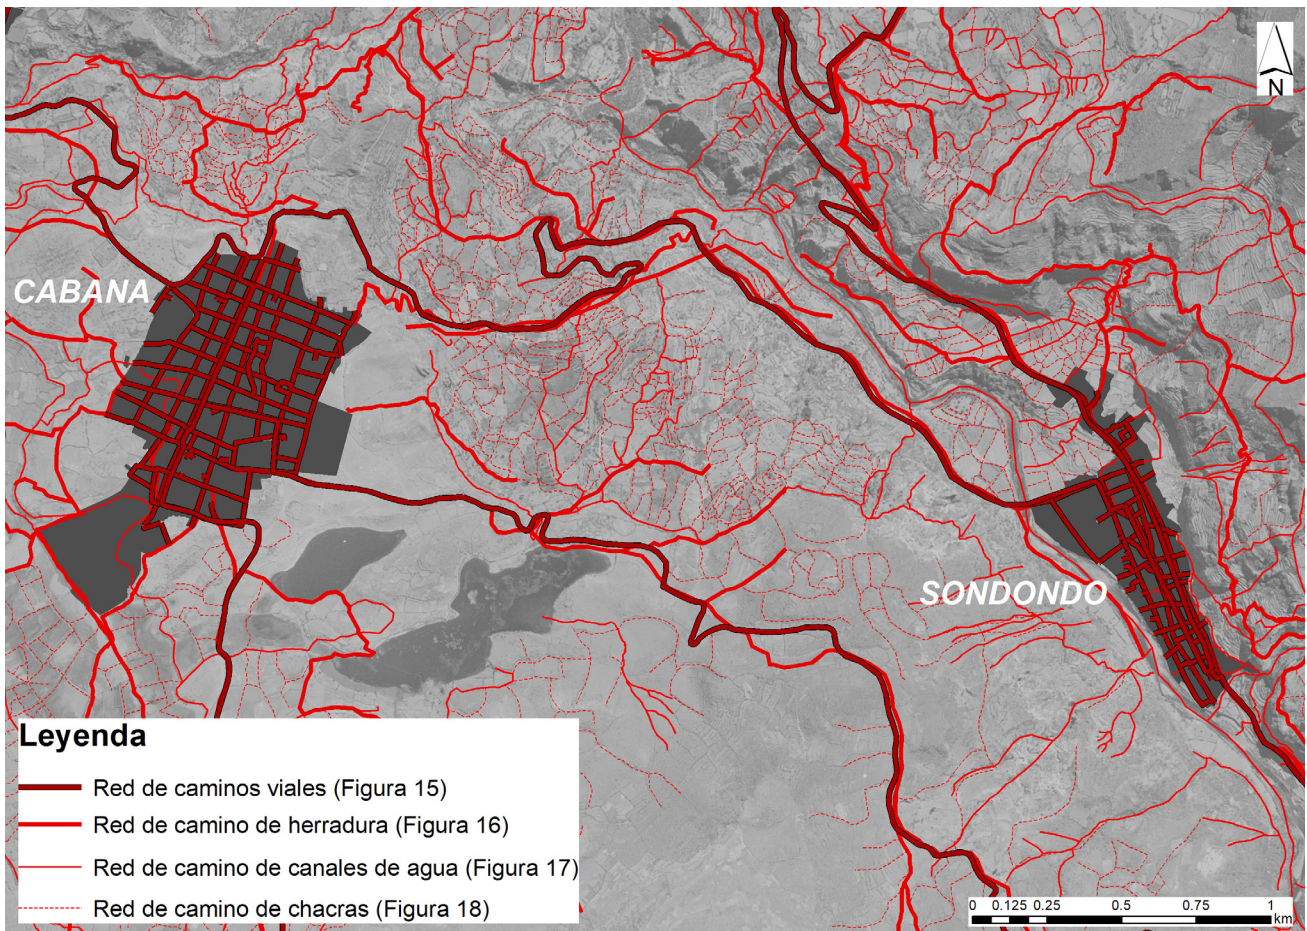 N
CABANA
SONDONDO
Leyenda
Red de caminos viales (Figura 15)
Red de camino de herradura (Figura 16)
Red de camino de canales de agua (Figura 17)
Red de camino de chacras (Figura 18)
0 0.125 0.25 0.5 0.75 1
km